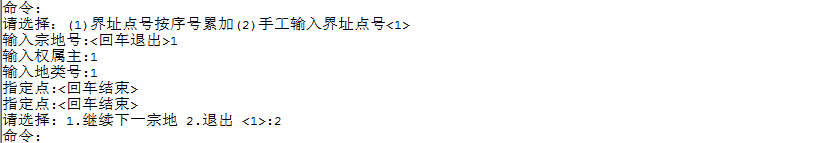 命令:
请选择: (1)界址点号按序号累加(2)手工输入界址点号<1>
输入宗地号:<回车退出>1
输入权属主:1
输入地类号:1
指定点:<回车结束>
指定点:<回车结束>
请选择: 1.继续下一宗地 2.退出 <1>:2
命令: